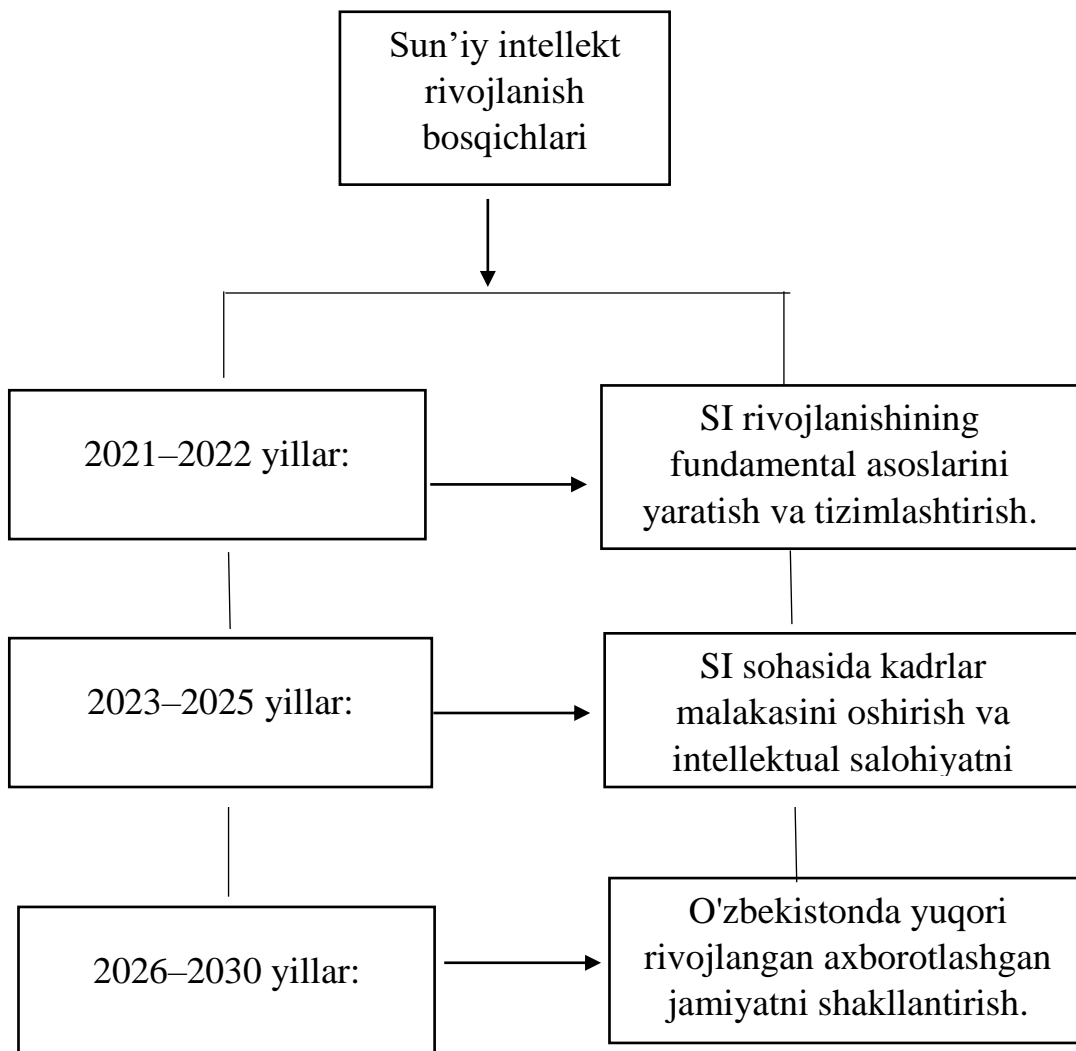 Sun’iy intellekt
rivojlanish
bosqichlari
2021–2022 yillar:
SI rivojlanishining
fundamental asoslarini
yaratish va tizimlashtirish.
2023–2025 yillar:
SI sohasida kadrlar
malakasini oshirish va
intellektual salohiyatni
2026–2030 yillar:
O'zbekistonda yuqori
rivojlangan axborotlashgan
jamiyatni shakllantirish.